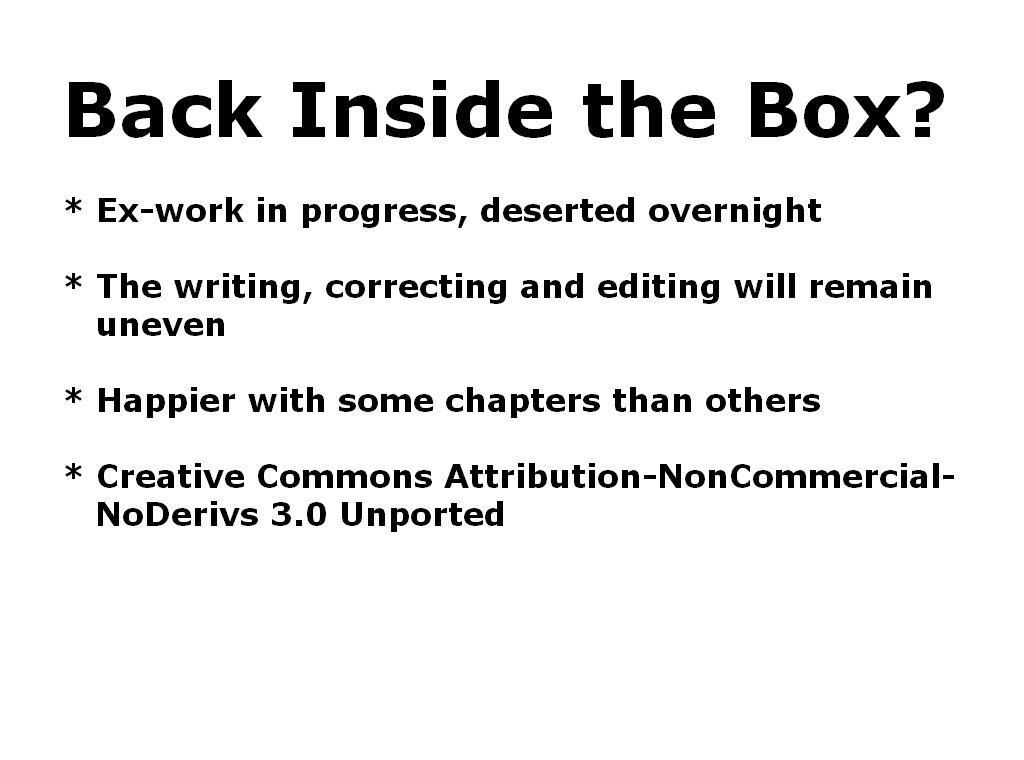 Back Inside the Box?
* Ex-work in progress, deserted overnight
* The writing, correcting and editing will remain
uneven
* Happier with some chapters than others
* Creative Commons Attribution-NonCommercial-
NoDerivs 3.0 Unported